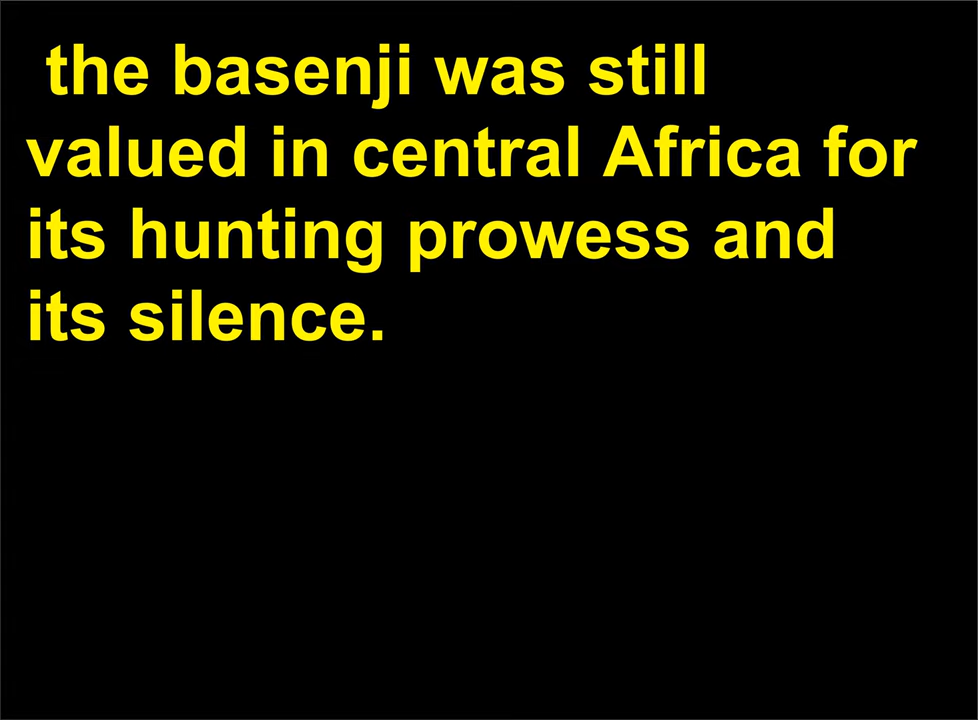 the basenji was still
valued in central Africa for
its hunting prowess and
its silence.